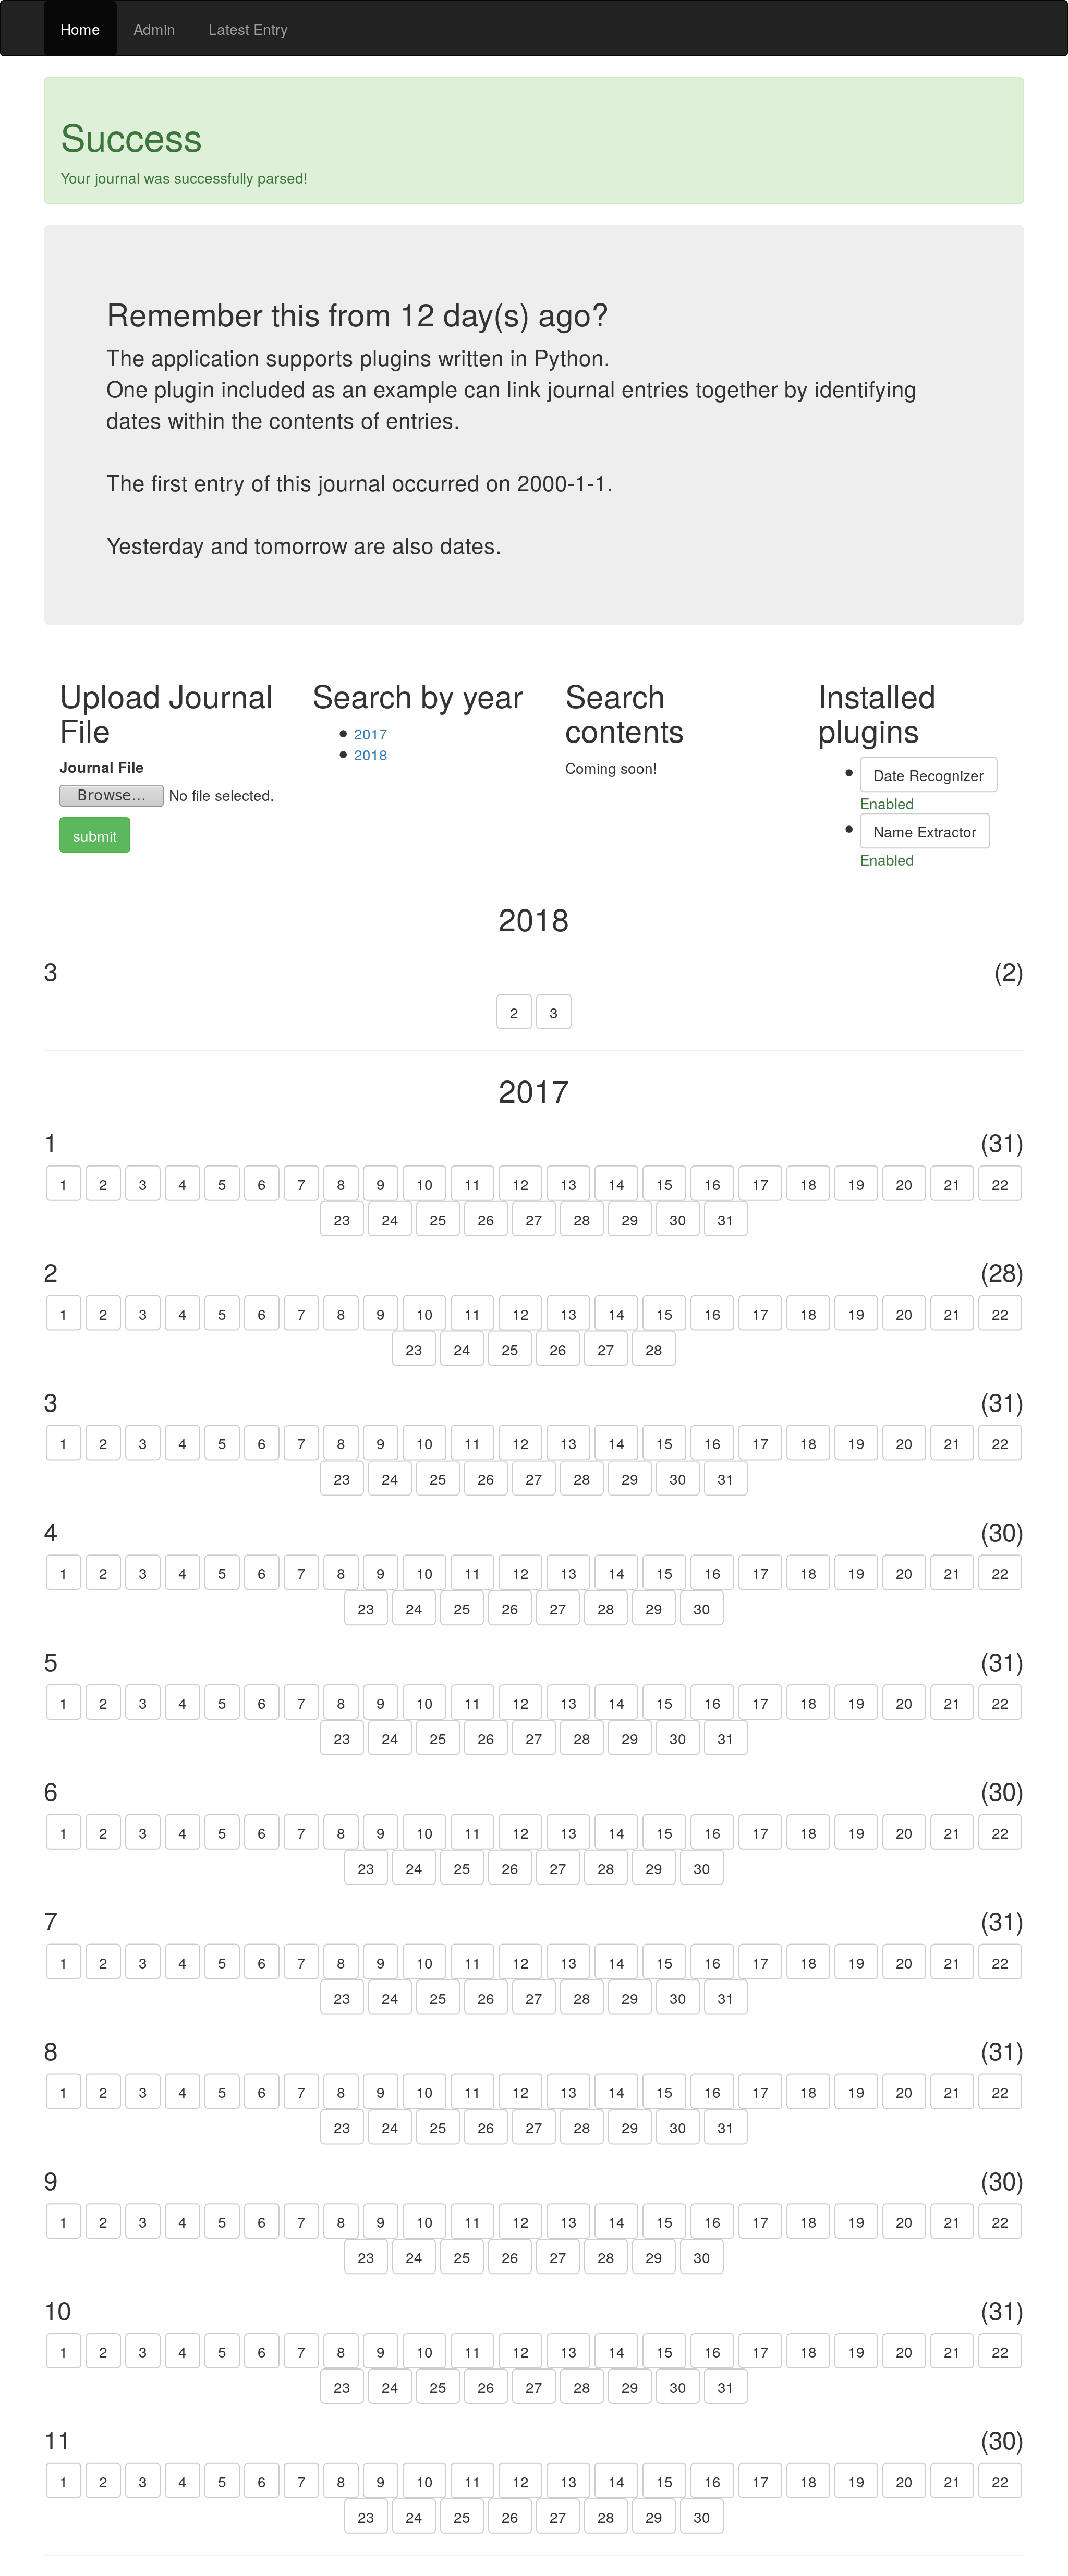 Home Admin Latest Entry
Success
Your journal was successfully parsed!
Remember this from 12 day(s) ago?
The application supports plugins written in Python.
One plugin included as an example can link journal entries together by identifying
dates within the contents of entries.
The first entry of this journal occurred on 2000-1-1.
Yesterday and tomorrow are also dates.
Upload Journal
File
Journal File
Browse... No file selected.
submit
Search by year
2017
2018
Search
contents
Coming soon!
Installed
plugins
Date Recognizer
Enabled
Name Extractor
Enabled
2018
3 (2)
2 3
2017
1 (31)
1 2 3 4 5 6 7 8 9 10 11 12 13 14 15 16 17 18 19 20 21 22
23 24 25 26 27 28 29 30 31
2 (28)
1 2 3 4 5 6 7 8 9 10 11 12 13 14 15 16 17 18 19 20 21 22
23 24 25 26 27 28
3 (31)
1 2 3 4 5 6 7 8 9 10 11 12 13 14 15 16 17 18 19 20 21 22
23 24 25 26 27 28 29 30 31
4 (30)
1 2 3 4 5 6 7 8 9 10 11 12 13 14 15 16 17 18 19 20 21 22
23 24 25 26 27 28 29 30
5 (31)
1 2 3 4 5 6 7 8 9 10 11 12 13 14 15 16 17 18 19 20 21 22
23 24 25 26 27 28 29 30 31
6 (30)
1 2 3 4 5 6 7 8 9 10 11 12 13 14 15 16 17 18 19 20 21 22
23 24 25 26 27 28 29 30
7 (31)
1 2 3 4 5 6 7 8 9 10 11 12 13 14 15 16 17 18 19 20 21 22
23 24 25 26 27 28 29 30 31
8 (31)
1 2 3 4 5 6 7 8 9 10 11 12 13 14 15 16 17 18 19 20 21 22
23 24 25 26 27 28 29 30 31
9 (30)
1 2 3 4 5 6 7 8 9 10 11 12 13 14 15 16 17 18 19 20 21 22
23 24 25 26 27 28 29 30
10 (31)
1 2 3 4 5 6 7 8 9 10 11 12 13 14 15 16 17 18 19 20 21 22
23 24 25 26 27 28 29 30 31
11 (30)
1 2 3 4 5 6 7 8 9 10 11 12 13 14 15 16 17 18 19 20 21 22
23 24 25 26 27 28 29 30